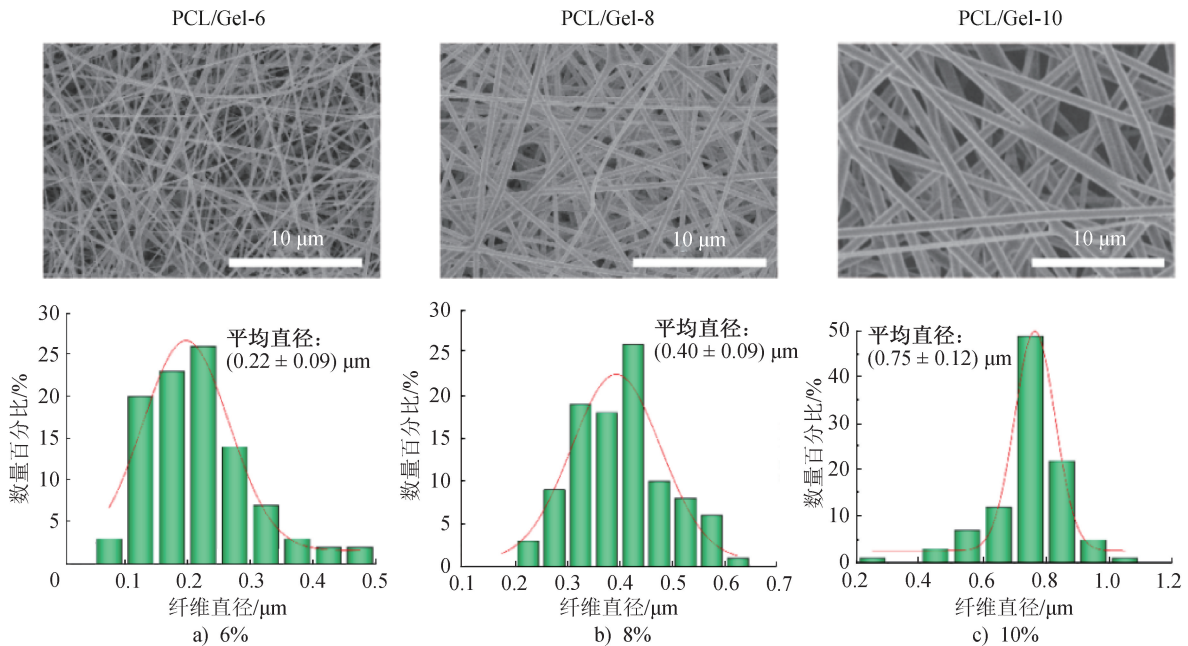 PCL/Gel-6
PCL/Gel-8
PCL/Gel-10
10 μm
10 μm
10 μm
30
25
20
15
10
5
0
0.1
0.2
0.3
0.4
0.5
数量百分比/%
平均直径：
(0.22 ± 0.09) μm
纤维直径/μm
a) 6%
30
25
20
15
10
5
0
0.1
0.2
0.3
0.4
0.5
0.6
0.7
数量百分比/%
平均直径：
(0.40 ± 0.09) μm
纤维直径/μm
b) 8%
50
40
30
20
10
0
0.2
0.4
0.6
0.8
1.0
1.2
数量百分比/%
平均直径：
(0.75 ± 0.12) μm
纤维直径/μm
c) 10%